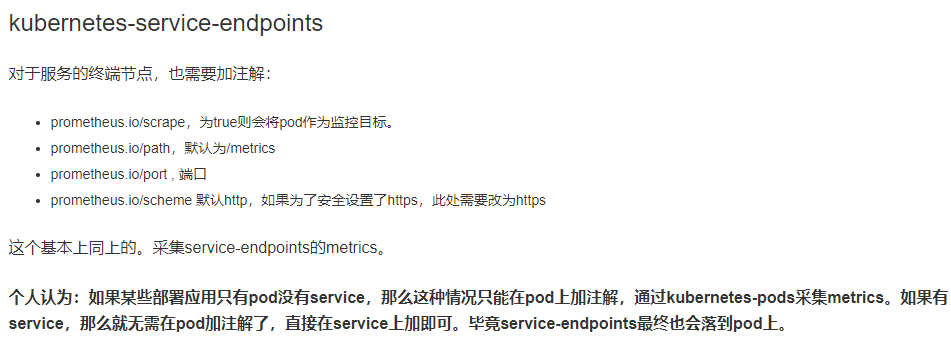 kubernetes-service-endpoints
对于服务的终端节点，也需要加注解：
prometheus.io/scrape，为true则会将pod作为监控目标。
prometheus.io/path，默认为/metrics
prometheus.io/port , 端口
prometheus.io/scheme 默认http，如果为了安全设置了https，此处需要改为https
这个基本上同上的。采集service-endpoints的metrics。
个人认为：如果某些部署应用只有pod没有service，那么这种情况只能在pod上加注解，通过kubernetes-pods采集metrics。如果有
service，那么就无需在pod加注解了，直接在service上加即可。毕竟service-endpoints最终也会落到pod上。